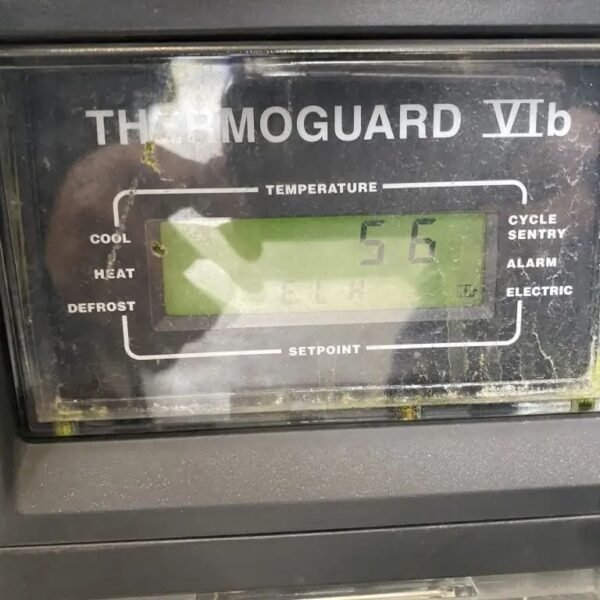 THERMOGUARD VIb
TEMPERATURE
COOL
HEAT
DEFROST
56
CYCLE
SENTRY
ALARM
ELECTRIC
SETPOINT